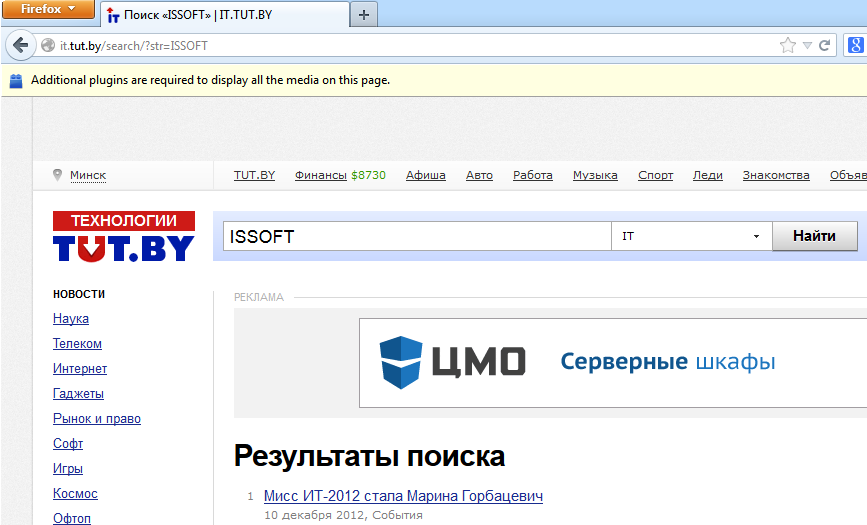 Firefox
Поиск «ISSOFT» | IT.TUT.BY
it.tut.by/search/?str=ISSOFT
Additional plugins are required to display all the media on this page.
Минск
TUT.BY Финансы $8730 Афиша Авто Работа Музыка Спорт Леди Знакомства Объяв
ТЕХНОЛОГИИ
TUT.BY
ISSOFT IT Найти
НОВОСТИ
Наука
Телеком
Интернет
Гаджеты
Рынок и право
Софт
Игры
Космос
Офтоп
РЕКЛАМА
ЦМО Серверные шкафы
Результаты поиска
1 Мисс ИТ-2012 стала Марина Горбацевич
10 декабря 2012, События